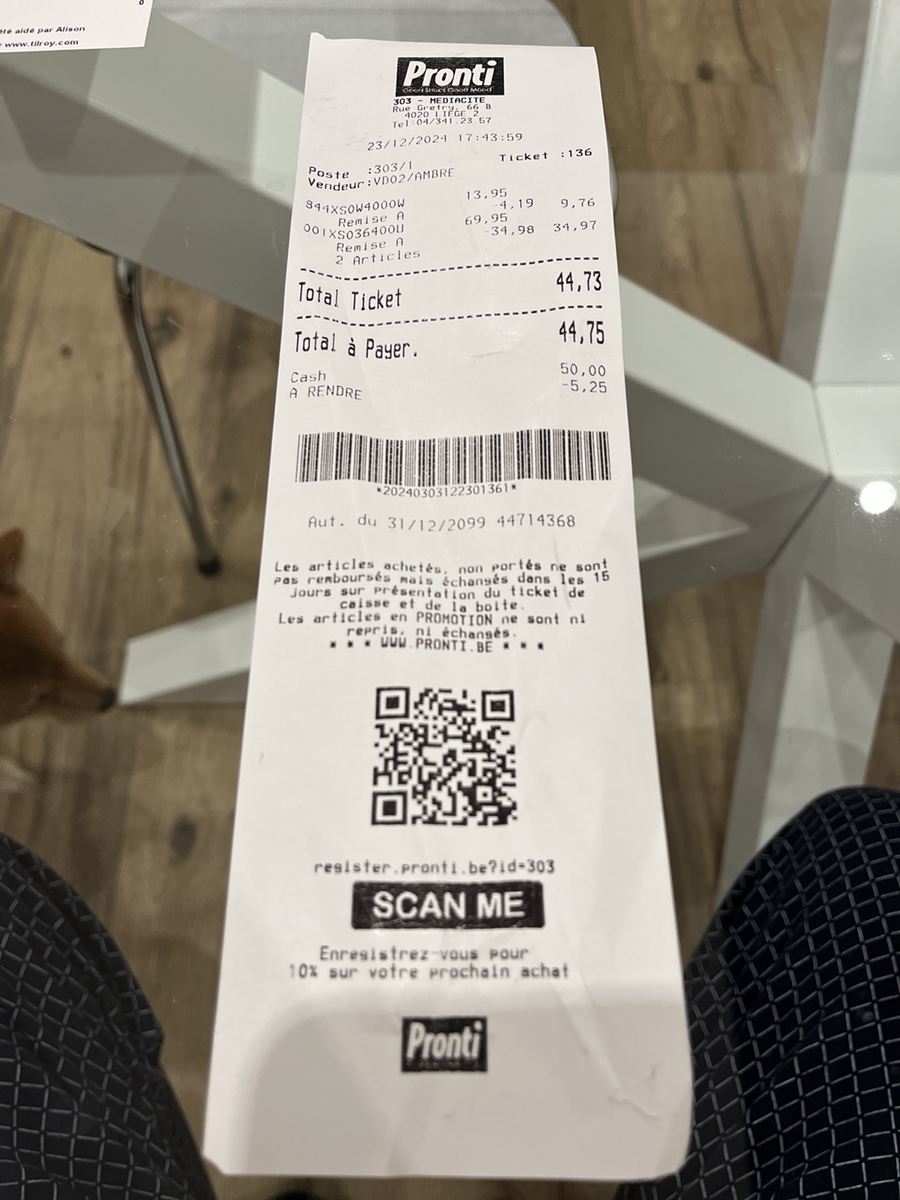 été aidé par Alison
www.tilroy.com
0
Pronti
Good Shoes Good Mood
303 - MEDIACITE
Rue Gretry, 66 B
4020 LIEGE 2
Tel:04/341.23.57
23/12/2024 17:43:59
Ticket :136
Poste :303/1
Vendeur:VD02/AMBRE
844XSOW4000W 13,95
Remise A -4,19 9,76
001XS036400U 69,95
Remise A -34,98 34,97
2 Articles
Total Ticket 44,73
Total à Payer. 44,75
Cash 50,00
A RENDRE -5,25
*20240303122301361*
Aut. du 31/12/2099 44714368
Les articles achetés, non portés ne sont
pas remboursés mais échangés dans les 15
jours sur présentation du ticket de
caisse et de la boite.
Les articles en PROMOTION ne sont ni
repris, ni échangés.
* * * WWW.PRONTI.BE * * *
register.pronti.be?id=303
SCAN ME
Enregistrez-vous pour
10% sur votre prochain achat
Pronti